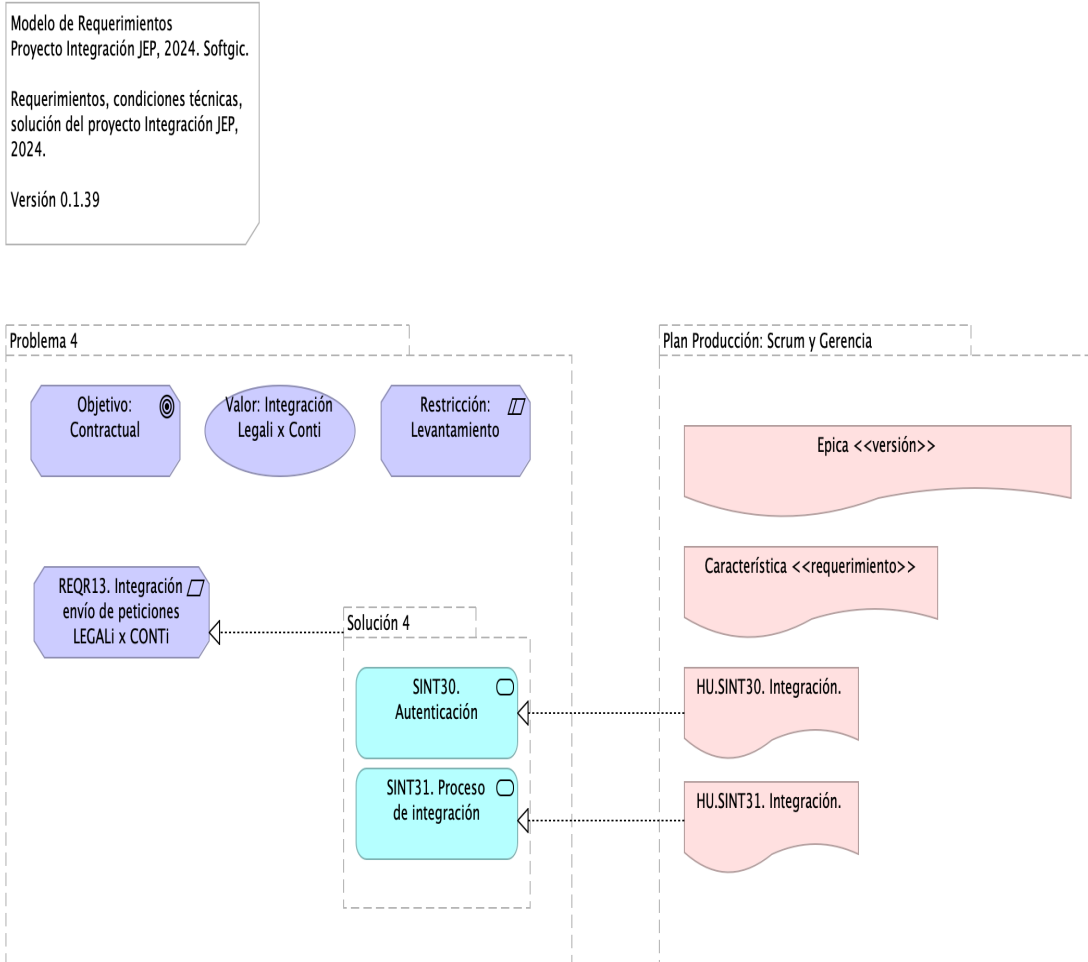 Modelo de Requerimientos
Proyecto Integración JEP, 2024. Softgic.
Requerimientos, condiciones técnicas,
solución del proyecto Integración JEP,
2024.
Versión 0.1.39
Problema 4
Objetivo:
Contractual
Valor: Integración
Legali x Conti
Restricción:
Levantamiento
REQR13. Integración
envío de peticiones
LEGALi x CONTi
Solución 4
SINT30.
Autenticación
SINT31. Proceso
de integración
Plan Producción: Scrum y Gerencia
Epica <<versión>>
Característica <<requerimiento>>
HU.SINT30. Integración.
HU.SINT31. Integración.